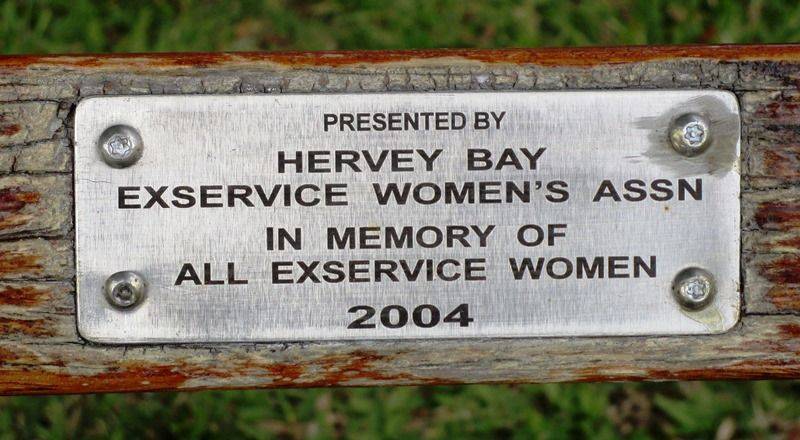 PRESENTED BY
HERVEY BAY
EXSERVICE WOMEN'S ASSN
IN MEMORY OF
ALL EXSERVICE WOMEN
2004